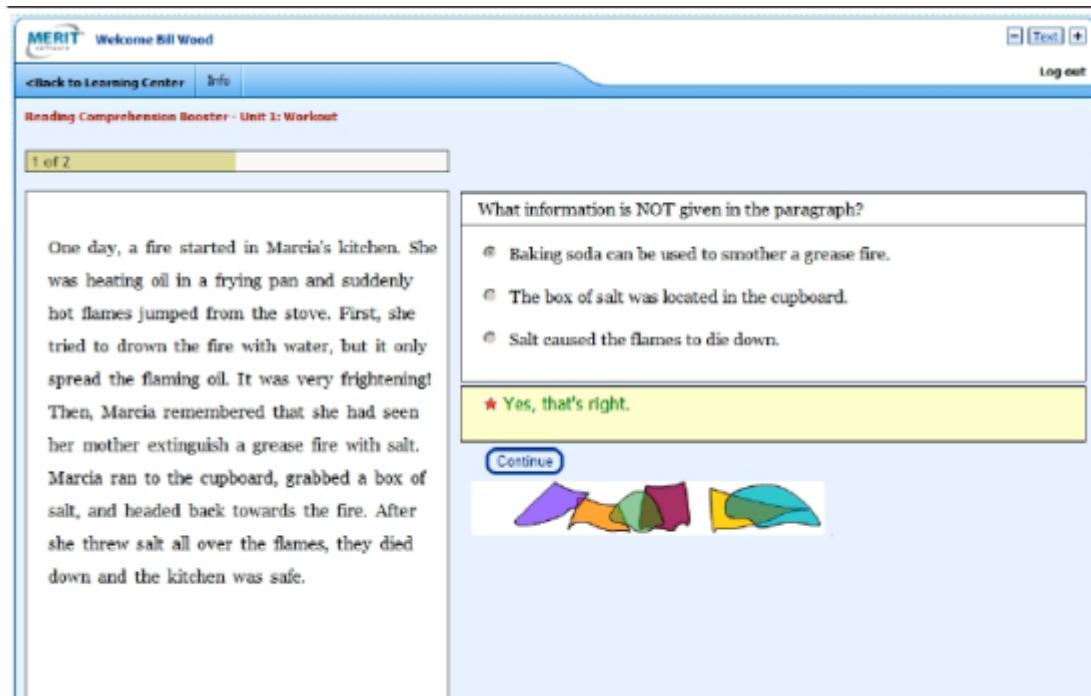 MERIT Welcome Bill Wood
software
- Text +
Log out
<Back to Learning Center Info
Reading Comprehension Booster - Unit 1: Workout
1 of 2
One day, a fire started in Marcia's kitchen. She
was heating oil in a frying pan and suddenly
hot flames jumped from the stove. First, she
tried to drown the fire with water, but it only
spread the flaming oil. It was very frightening!
Then, Marcia remembered that she had seen
her mother extinguish a grease fire with salt.
Marcia ran to the cupboard, grabbed a box of
salt, and headed back towards the fire. After
she threw salt all over the flames, they died
down and the kitchen was safe.
What information is NOT given in the paragraph?
Baking soda can be used to smother a grease fire.
The box of salt was located in the cupboard.
Salt caused the flames to die down.
Yes, that's right.
Continue